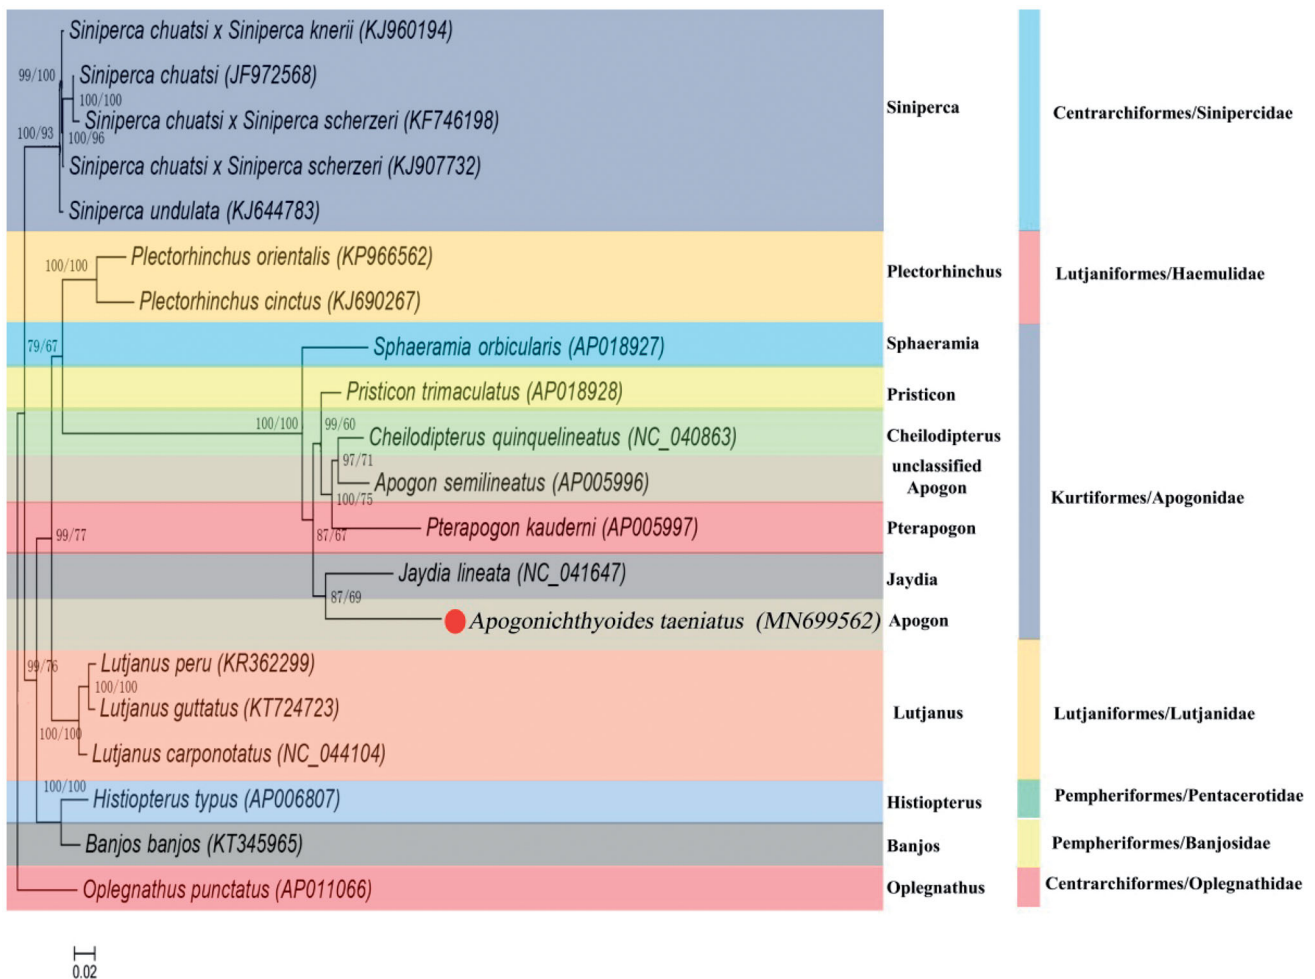 Siniperca chuatsi x Siniperca knerii (KJ960194)
99/100
Siniperca chuatsi (JF972568)
100/100
Siniperca chuatsi x Siniperca scherzeri (KF746198)
Siniperca
Centrarchiformes/Sinipercidae
100/93
100/96
Siniperca chuatsi x Siniperca scherzeri (KJ907732)
Siniperca undulata (KJ644783)
Plectorhinchus orientalis (KP966562)
100/100
Plectorhinchus
Lutjaniformes/Haemulidae
Plectorhinchus cinctus (KJ690267)
79/67
Sphaeramia orbicularis (AP018927)
Sphaeramia
Pristicon trimaculatus (AP018928)
Pristicon
100/100
99/60
Cheilodipterus quinquelineatus (NC_040863)
Cheilodipterus
97/71
unclassified
Apogon
Apogon semilineatus (AP005996)
100/75
Kurtiformes/Apogonidae
Pterapogon kauderni (AP005997)
Pterapogon
99/77
87/67
Jaydia lineata (NC_041647)
Jaydia
87/69
Apogonichthyoides taeniatus (MN699562)
Apogon
99/76
Lutjanus peru (KR362299)
100/100
Lutjanus guttatus (KT724723)
Lutjanus
Lutjaniformes/Lutjanidae
100/100
Lutjanus carponotatus (NC_044104)
100/100
Histiopterus typus (AP006807)
Histiopterus
Pempheriformes/Pentacerotidae
Banjos banjos (KT345965)
Banjos
Pempheriformes/Banjosidae
Oplegnathus punctatus (AP011066)
Oplegnathus
Centrarchiformes/Oplegnathidae
0.02